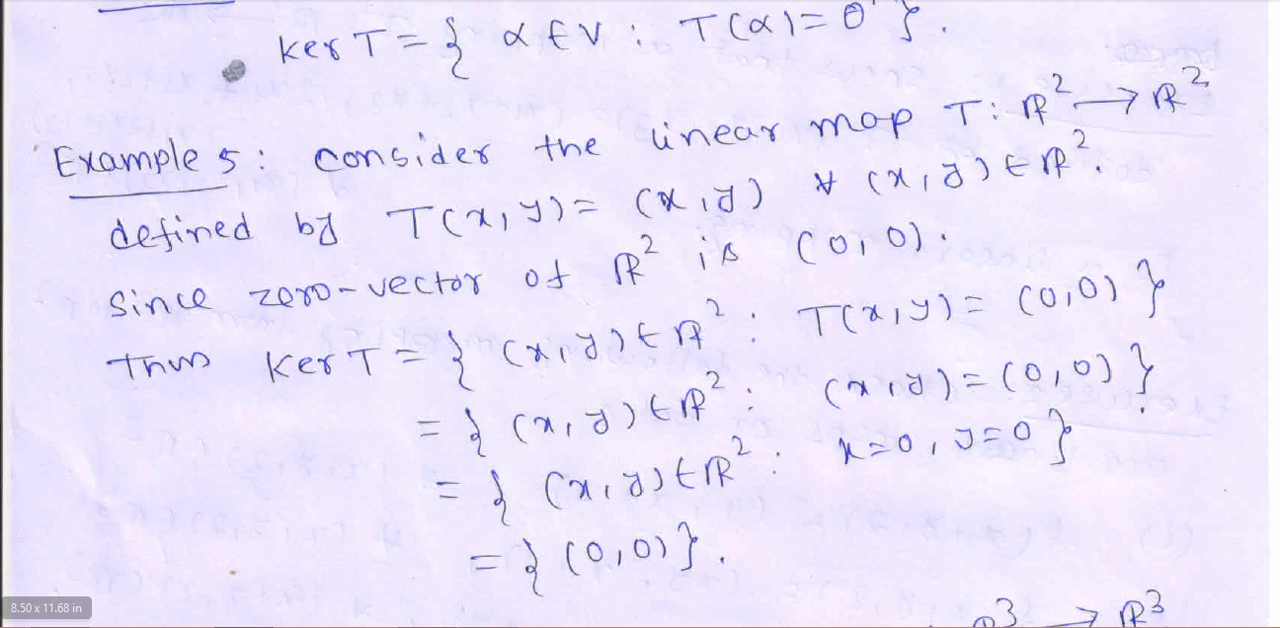 ker T = { α ∈ V : T(α) = θ' }.
Example 5: consider the linear map T: ℝ² → ℝ²
defined by T(x, y) = (x, y) ∀ (x, y) ∈ ℝ².
since zero-vector of ℝ² is (0, 0).
thus ker T = { (x, y) ∈ ℝ² : T(x, y) = (0, 0) }
= { (x, y) ∈ ℝ² : (x, y) = (0, 0) }
= { (x, y) ∈ ℝ² : x=0, y=0 }
= { (0, 0) }.
ℝ³ → ℝ³
8.50 x 11.68 in